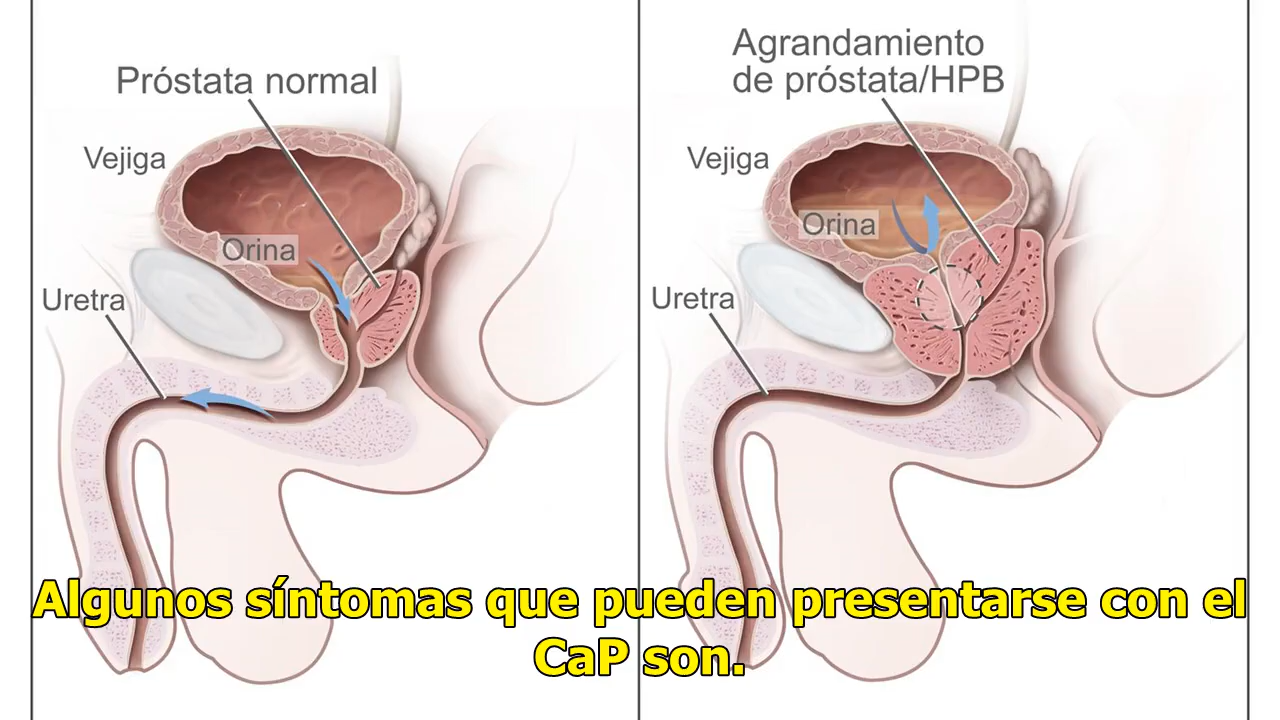 Próstata normal
Vejiga
Orina
Uretra
Agrandamiento
de próstata/HPB
Vejiga
Orina
Uretra
Algunos síntomas que pueden presentarse con el
CaP son.